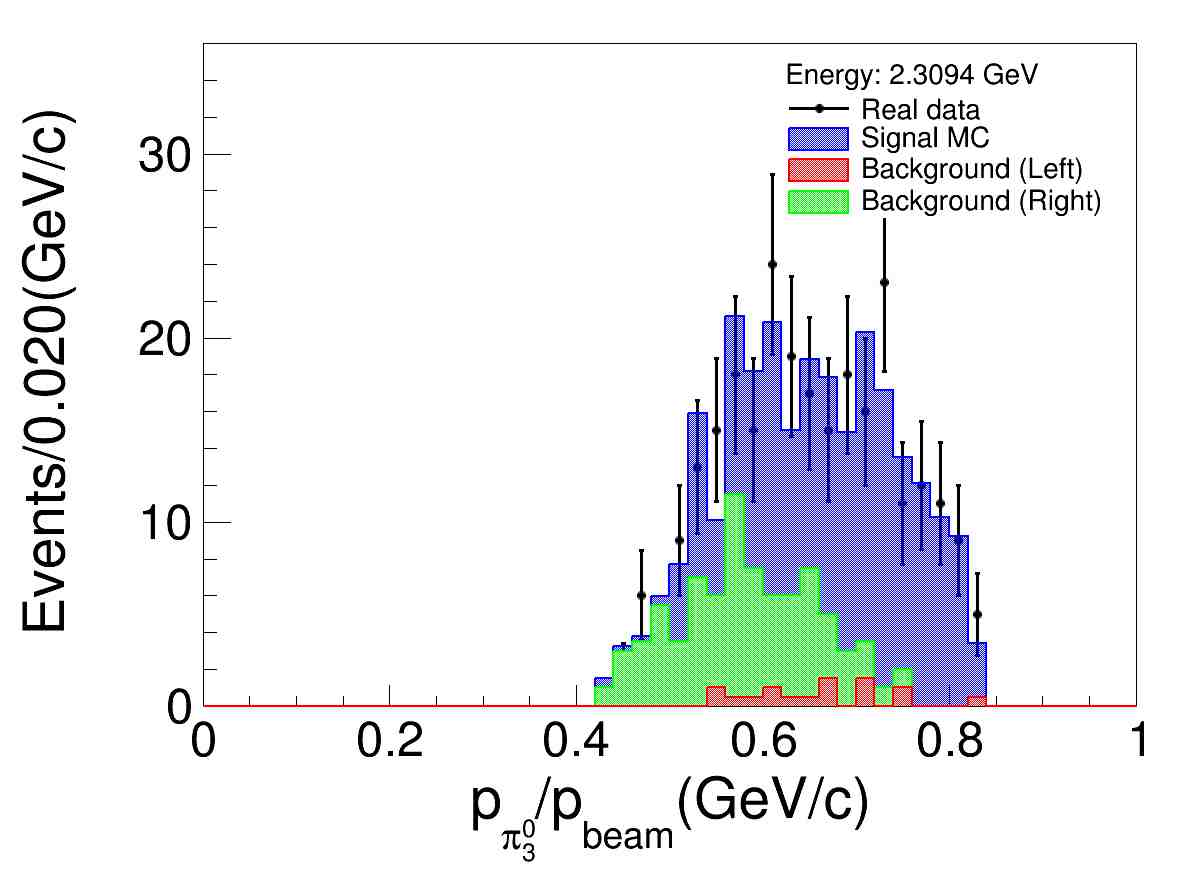 Energy: 2.3094 GeV
Real data
Signal MC
Background (Left)
Background (Right)
Events/0.020(GeV/c)
30
20
10
0
0 0.2 0.4 0.6 0.8 1
p_{π^0_3}/p_{beam}(GeV/c)